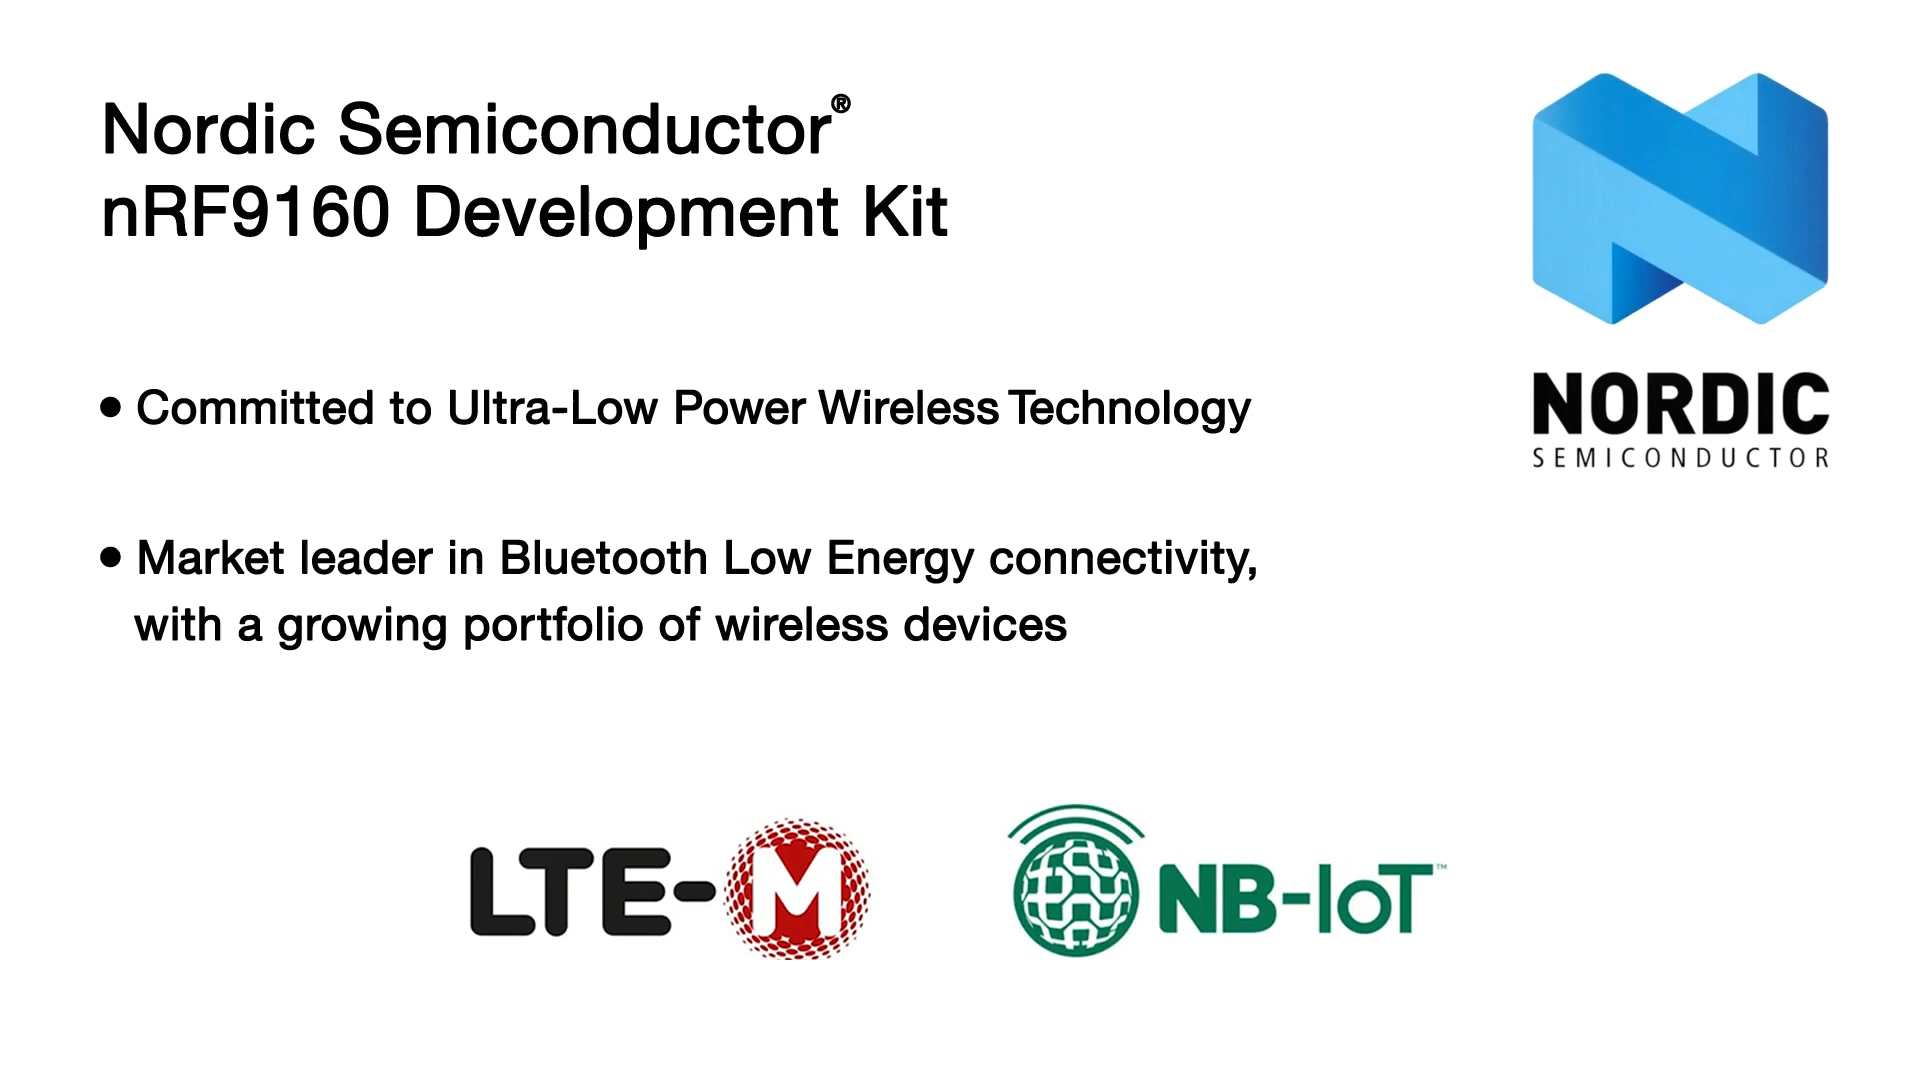 Nordic Semiconductor®
nRF9160 Development Kit
NORDIC
SEMICONDUCTOR
• Committed to Ultra-Low Power Wireless Technology
• Market leader in Bluetooth Low Energy connectivity,
with a growing portfolio of wireless devices
LTE-M
NB-IoT™